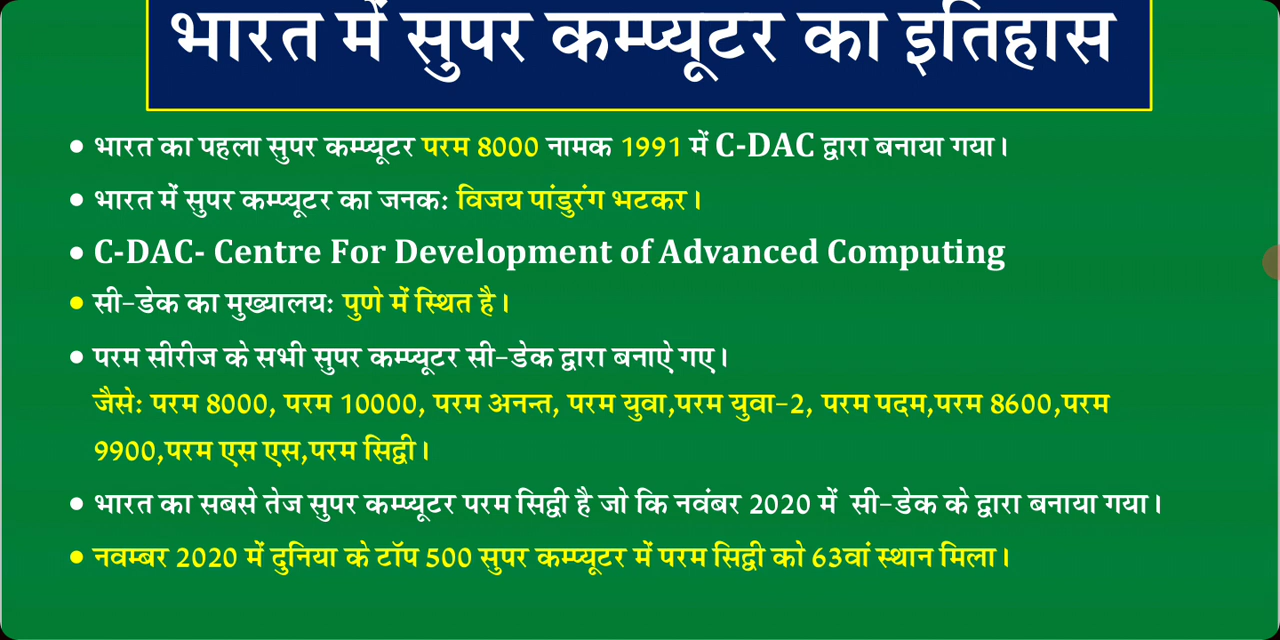 भारत में सुपर कम्प्यूटर का इतिहास
• भारत का पहला सुपर कम्प्यूटर परम 8000 नामक 1991 में C-DAC द्वारा बनाया गया।
• भारत में सुपर कम्प्यूटर का जनकः विजय पांडुरंग भटकर।
• C-DAC- Centre For Development of Advanced Computing
• सी-डेक का मुख्यालयः पुणे में स्थित है।
• परम सीरीज के सभी सुपर कम्प्यूटर सी-डेक द्वारा बनाऐ गए।
जैसेः परम 8000, परम 10000, परम अनन्त, परम युवा,परम युवा-2, परम पदम,परम 8600,परम
9900,परम एस एस,परम सिद्वी।
• भारत का सबसे तेज सुपर कम्प्यूटर परम सिद्वी है जो कि नवंबर 2020 में सी-डेक के द्वारा बनाया गया।
• नवम्बर 2020 में दुनिया के टॉप 500 सुपर कम्प्यूटर में परम सिद्वी को 63वां स्थान मिला।